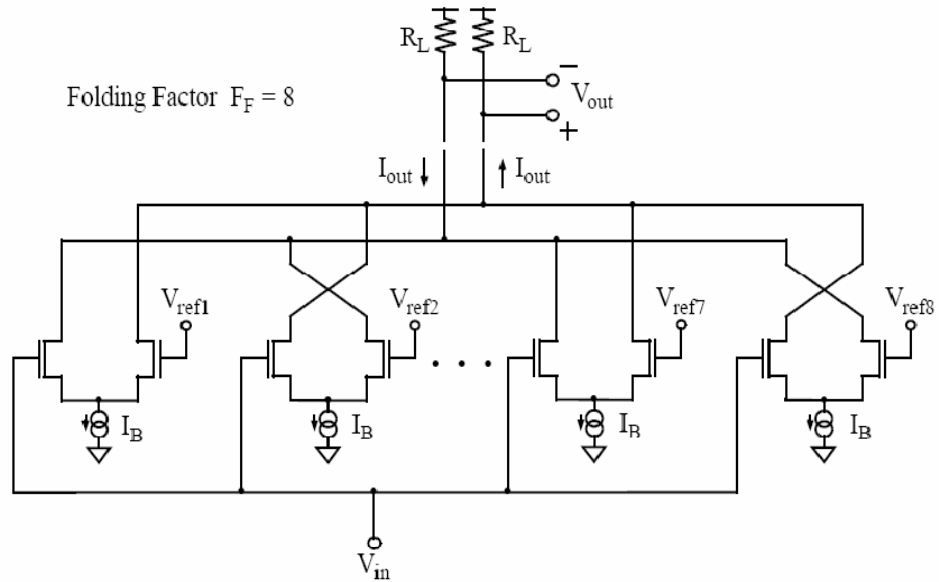 R_L R_L
Folding Factor F_F = 8
−
V_out
+
I_out I_out
V_ref1 V_ref2 V_ref7 V_ref8
. . .
I_B I_B I_B I_B
V_in